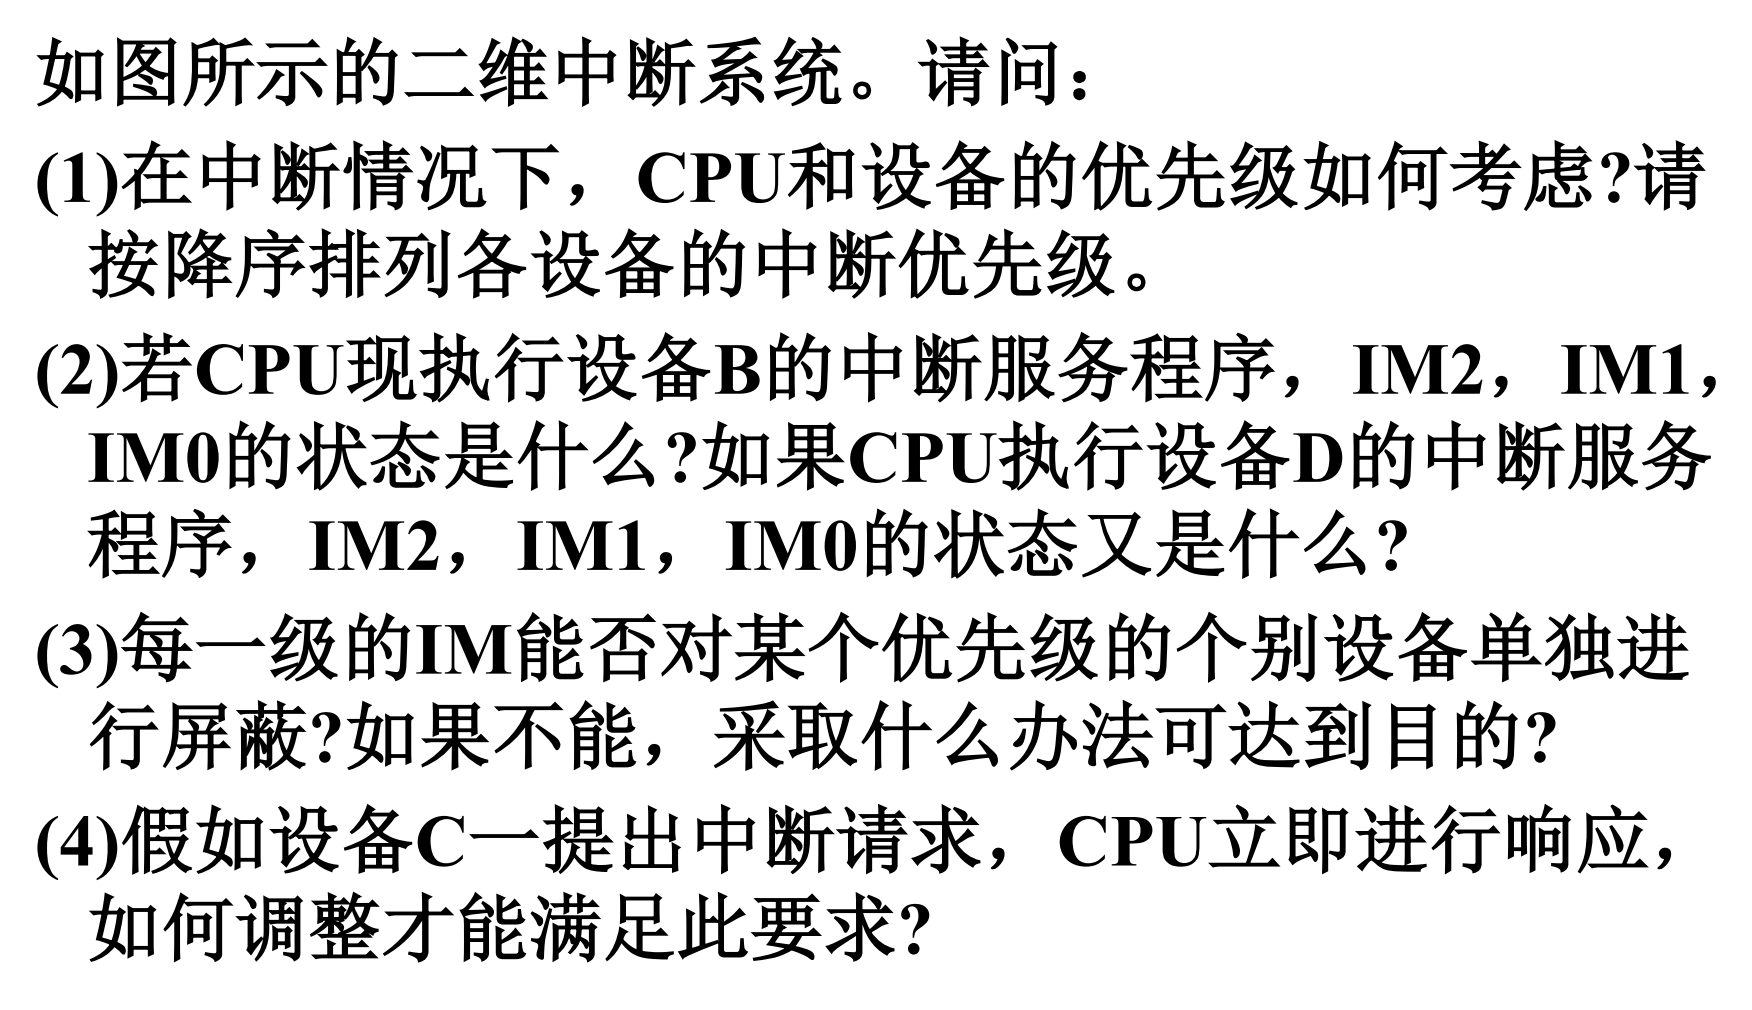 如图所示的二维中断系统。请问：
(1)在中断情况下，CPU和设备的优先级如何考虑?请
按降序排列各设备的中断优先级。
(2)若CPU现执行设备B的中断服务程序，IM2，IM1，
IM0的状态是什么?如果CPU执行设备D的中断服务
程序，IM2，IM1，IM0的状态又是什么?
(3)每一级的IM能否对某个优先级的个别设备单独进
行屏蔽?如果不能，采取什么办法可达到目的?
(4)假如设备C一提出中断请求，CPU立即进行响应，
如何调整才能满足此要求?